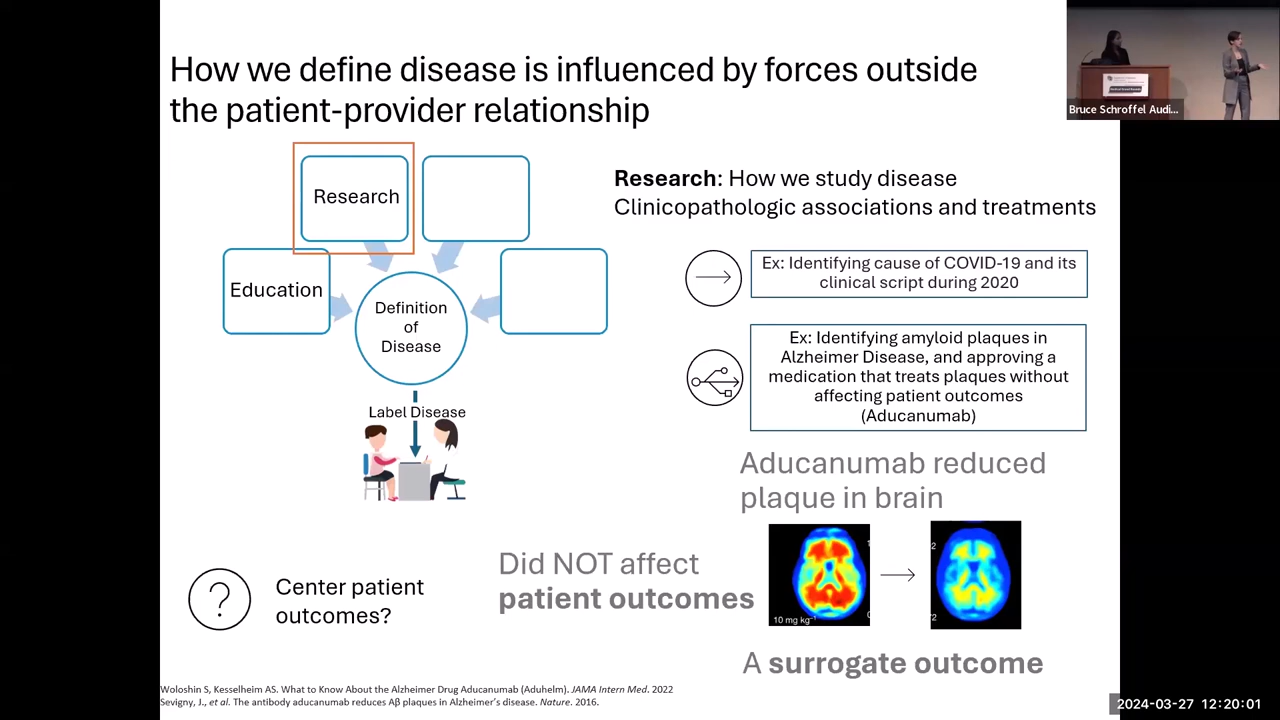 How we define disease is influenced by forces outside
the patient-provider relationship
Bruce Schroffel Audi...
Research
Education
Definition
of
Disease
Label Disease
Research: How we study disease
Clinicopathologic associations and treatments
Ex: Identifying cause of COVID-19 and its
clinical script during 2020
Ex: Identifying amyloid plaques in
Alzheimer Disease, and approving a
medication that treats plaques without
affecting patient outcomes
(Aducanumab)
Aducanumab reduced
plaque in brain
Did NOT affect
patient outcomes
10 mg kg⁻¹
A surrogate outcome
?
Center patient
outcomes?
Woloshin S, Kesselheim AS. What to Know About the Alzheimer Drug Aducanumab (Aduhelm). JAMA Intern Med. 2022
Sevigny, J., et al. The antibody aducanumab reduces Aβ plaques in Alzheimer's disease. Nature. 2016.
2024-03-27 12:20:01